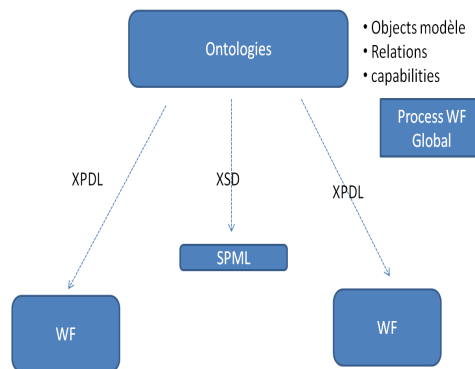 Ontologies
• Objects modèle
• Relations
• capabilities
Process WF
Global
XPDL
XSD
XPDL
SPML
WF
WF